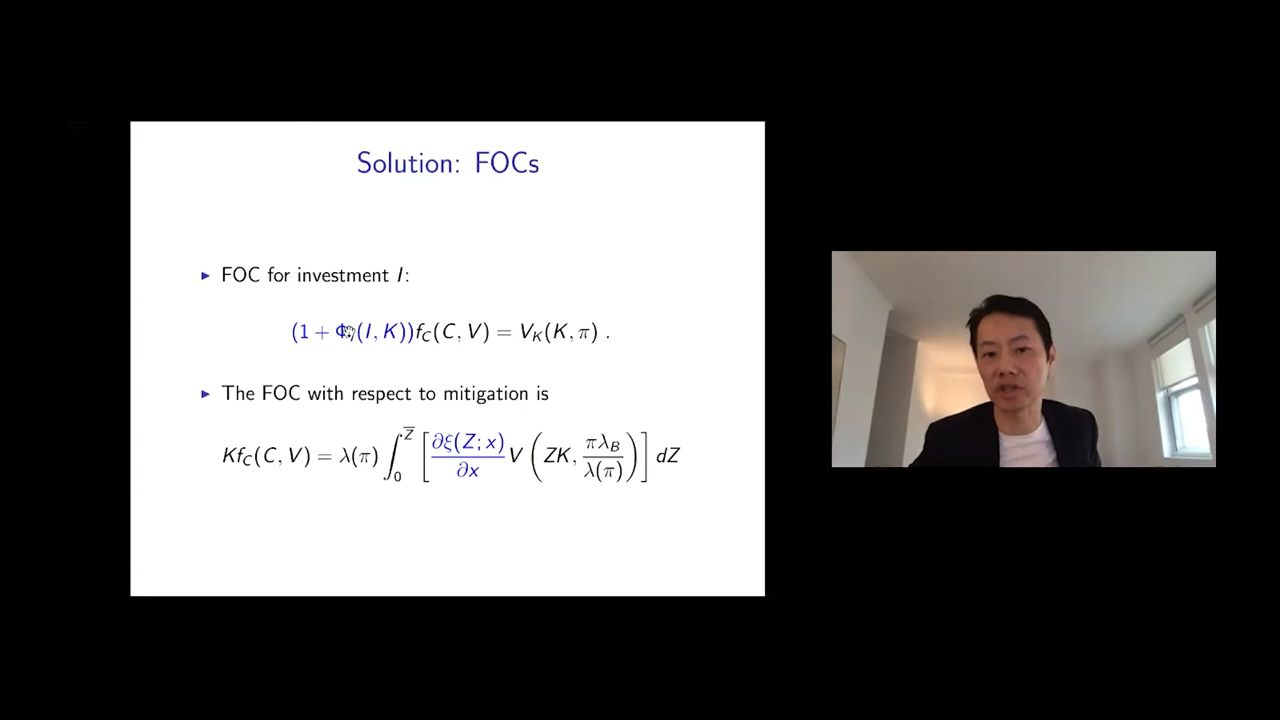 Solution: FOCs
▶ FOC for investment I:
(1 + Φ_I(I, K))f_C(C, V) = V_K(K, π) .
▶ The FOC with respect to mitigation is
Kf_C(C, V) = λ(π) ∫_0^{\overline{Z}} [ ∂ξ(Z; x)/∂x V ( ZK, πλ_B/λ(π) ) ] dZ